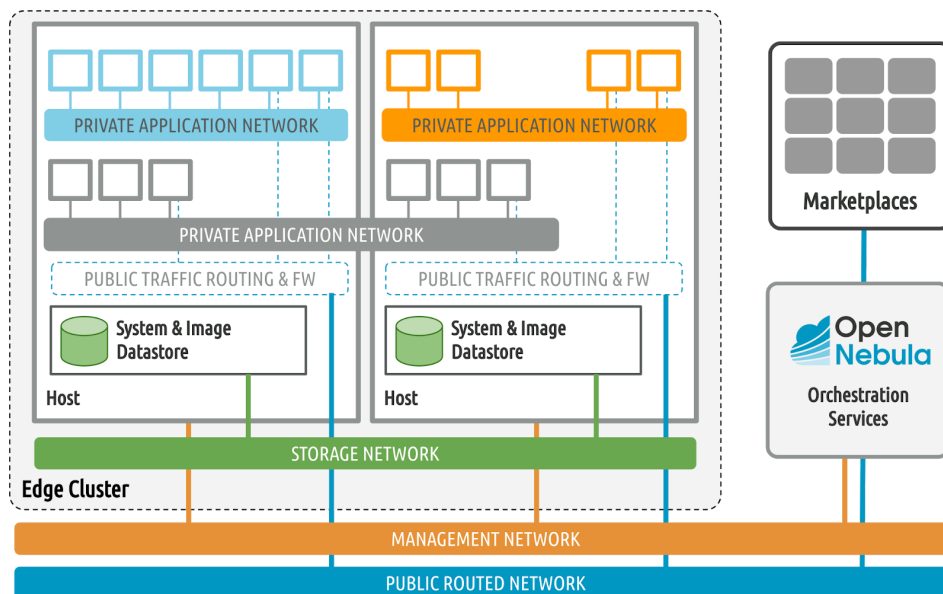 PRIVATE APPLICATION NETWORK
PRIVATE APPLICATION NETWORK
PRIVATE APPLICATION NETWORK
PUBLIC TRAFFIC ROUTING & FW
PUBLIC TRAFFIC ROUTING & FW
System & Image
Datastore
System & Image
Datastore
Host
Host
STORAGE NETWORK
Edge Cluster
MANAGEMENT NETWORK
PUBLIC ROUTED NETWORK
Marketplaces
Open
Nebula
Orchestration
Services